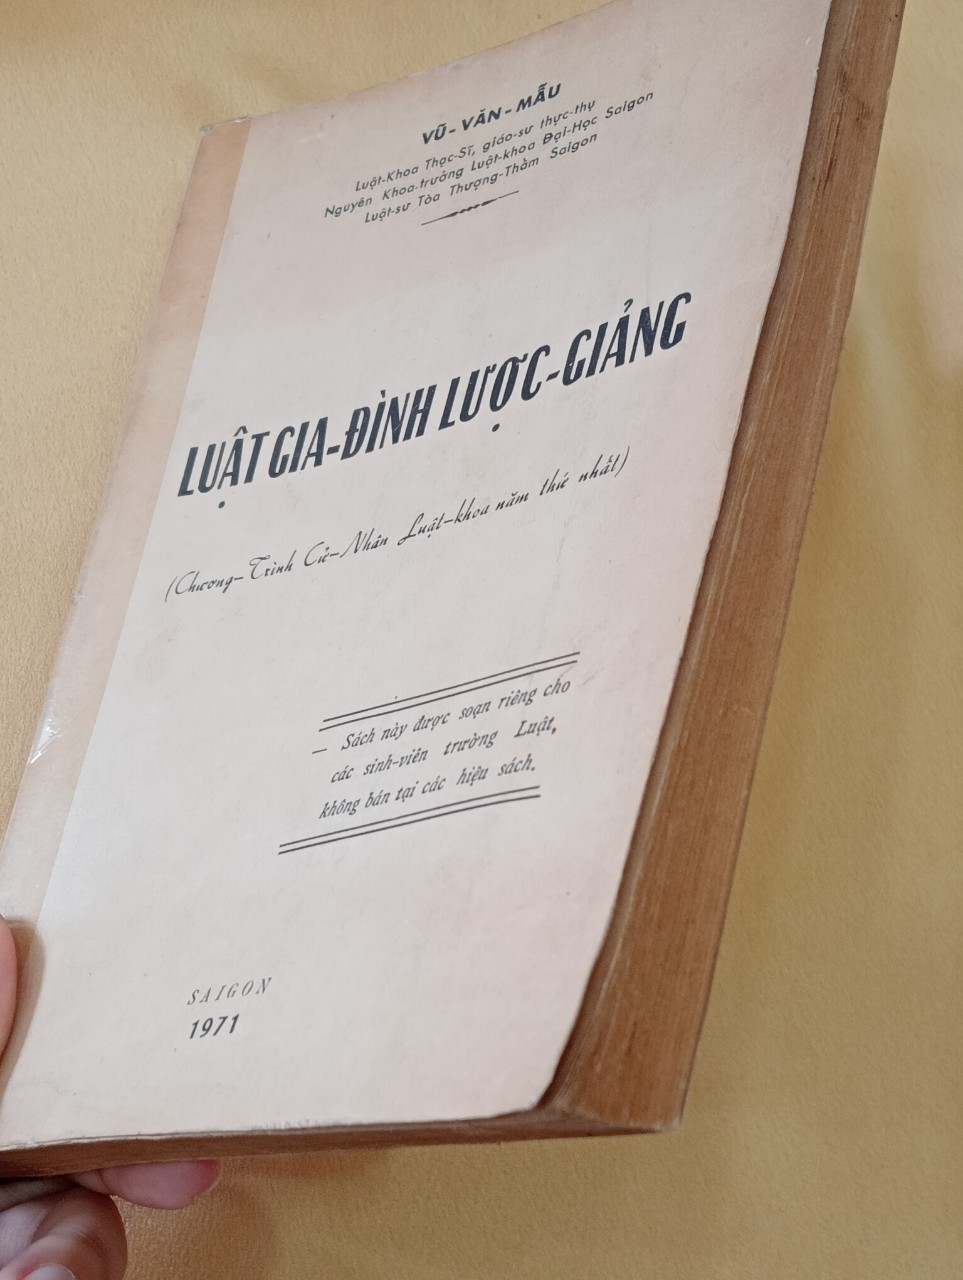 VŨ-VĂN-MẪU
Luật-Khoa Thạc-Sĩ, giáo-sư thực-thụ
Nguyên Khoa-trưởng Luật-khoa Đại-Học Saigon
Luật-sư Tòa Thượng-Thẩm Saigon
LUẬT GIA-ĐÌNH LƯỢC-GIẢNG
(Chương-Trình Cử-Nhân Luật-khoa năm thứ nhất)
— Sách này được soạn riêng cho
các sinh-viên trường Luật,
không bán tại các hiệu sách.
SAIGON
1971